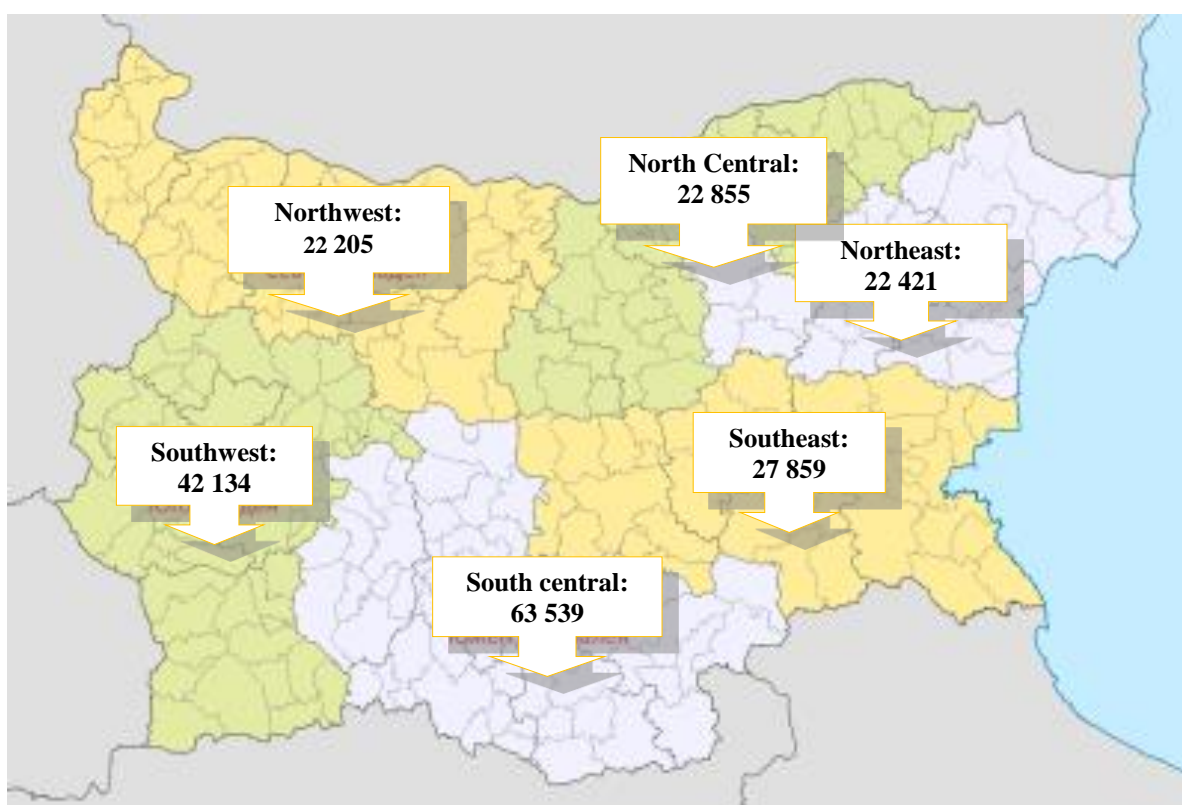 North Central:
22 855
Northwest:
22 205
Northeast:
22 421
Southeast:
27 859
Southwest:
42 134
South central:
63 539